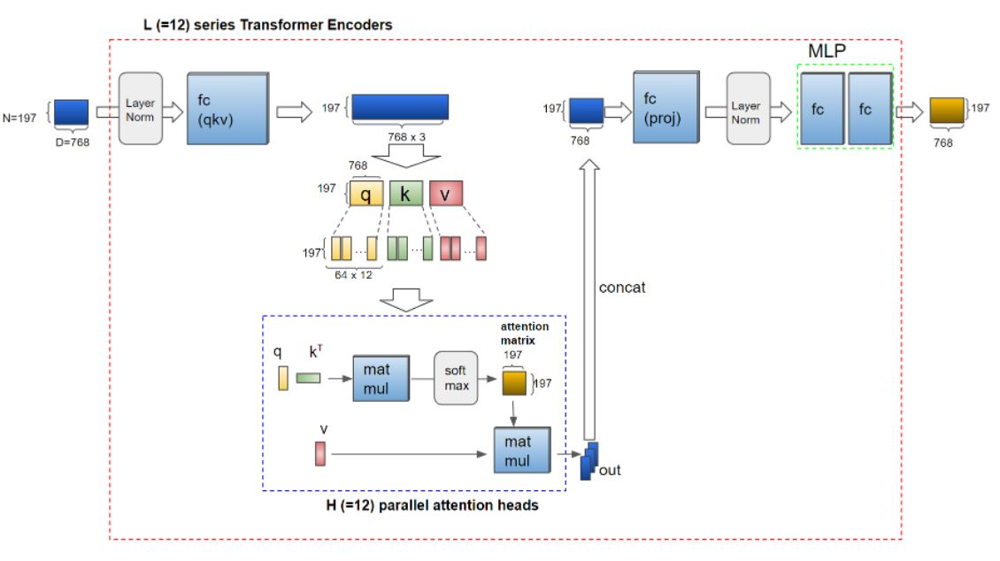 L (=12) series Transformer Encoders
MLP
N=197
D=768
Layer
Norm
fc
(qkv)
197
768 x 3
197
768
fc
(proj)
Layer
Norm
fc
fc
197
768
768
197
q
k
v
197
...
...
...
64 x 12
concat
attention
matrix
197
197
q
kᵀ
mat
mul
soft
max
v
mat
mul
out
H (=12) parallel attention heads